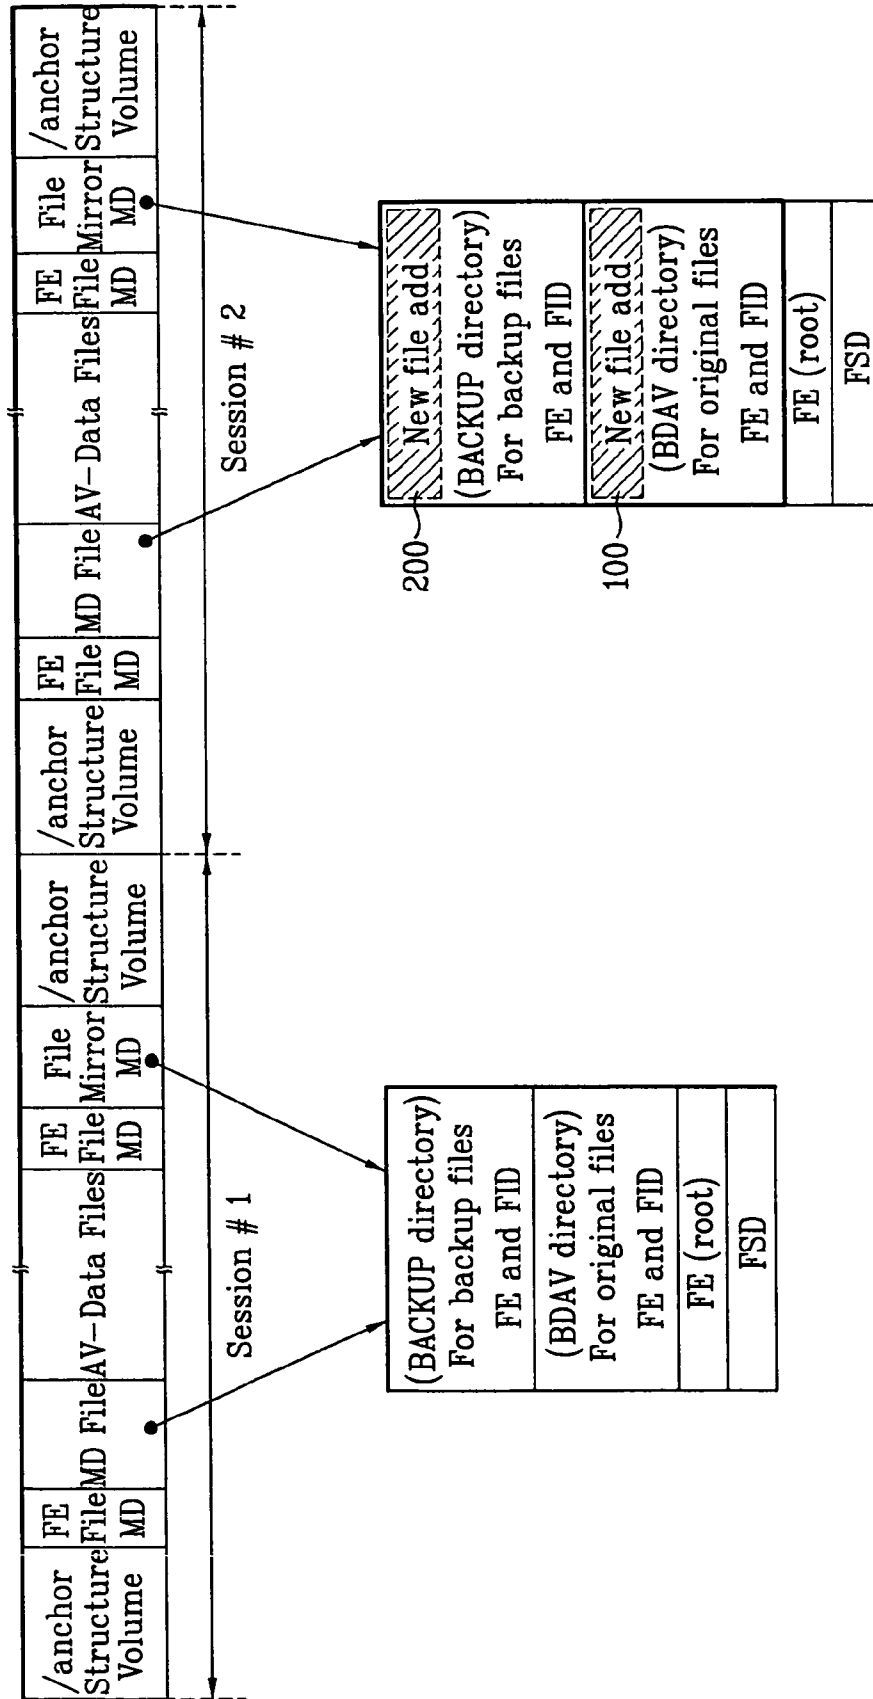 /anchor
Structure
Volume
FE
File
MD
MD File
AV-Data Files
FE
File
MD
File
Mirror
MD
/anchor
Structure
Volume
/anchor
Structure
Volume
FE
File
MD
MD File
AV-Data Files
FE
File
MD
File
Mirror
MD
/anchor
Structure
Volume
Session # 1
Session # 2
(BACKUP directory)
For backup files
FE and FID
(BDAV directory)
For original files
FE and FID
FE (root)
FSD
200
New file add
(BACKUP directory)
For backup files
FE and FID
100
New file add
(BDAV directory)
For original files
FE and FID
FE (root)
FSD